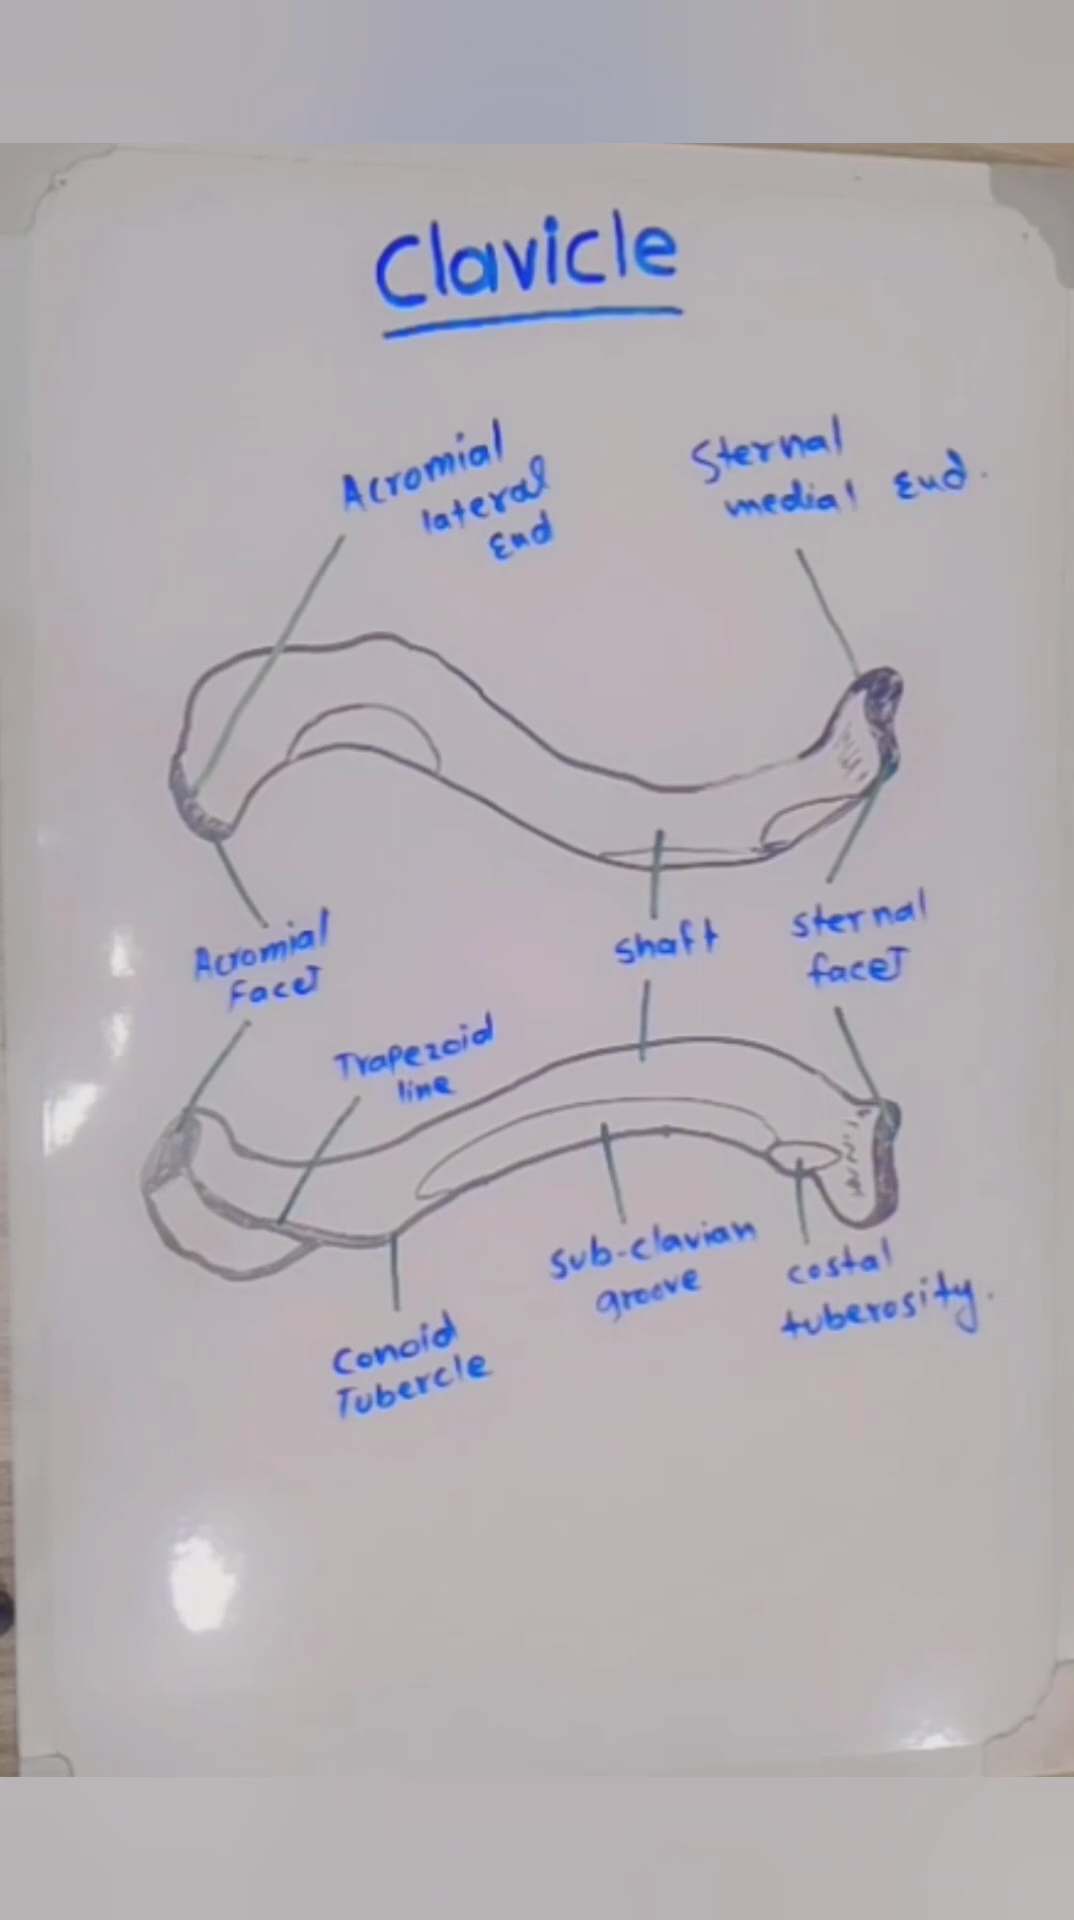 Clavicle
Acromial
lateral
End
Sternal
medial End.
Acromial
Facet
shaft
sternal
facet
Trapezoid
line
sub-clavian
groove
costal
tuberosity.
Conoid
Tubercle